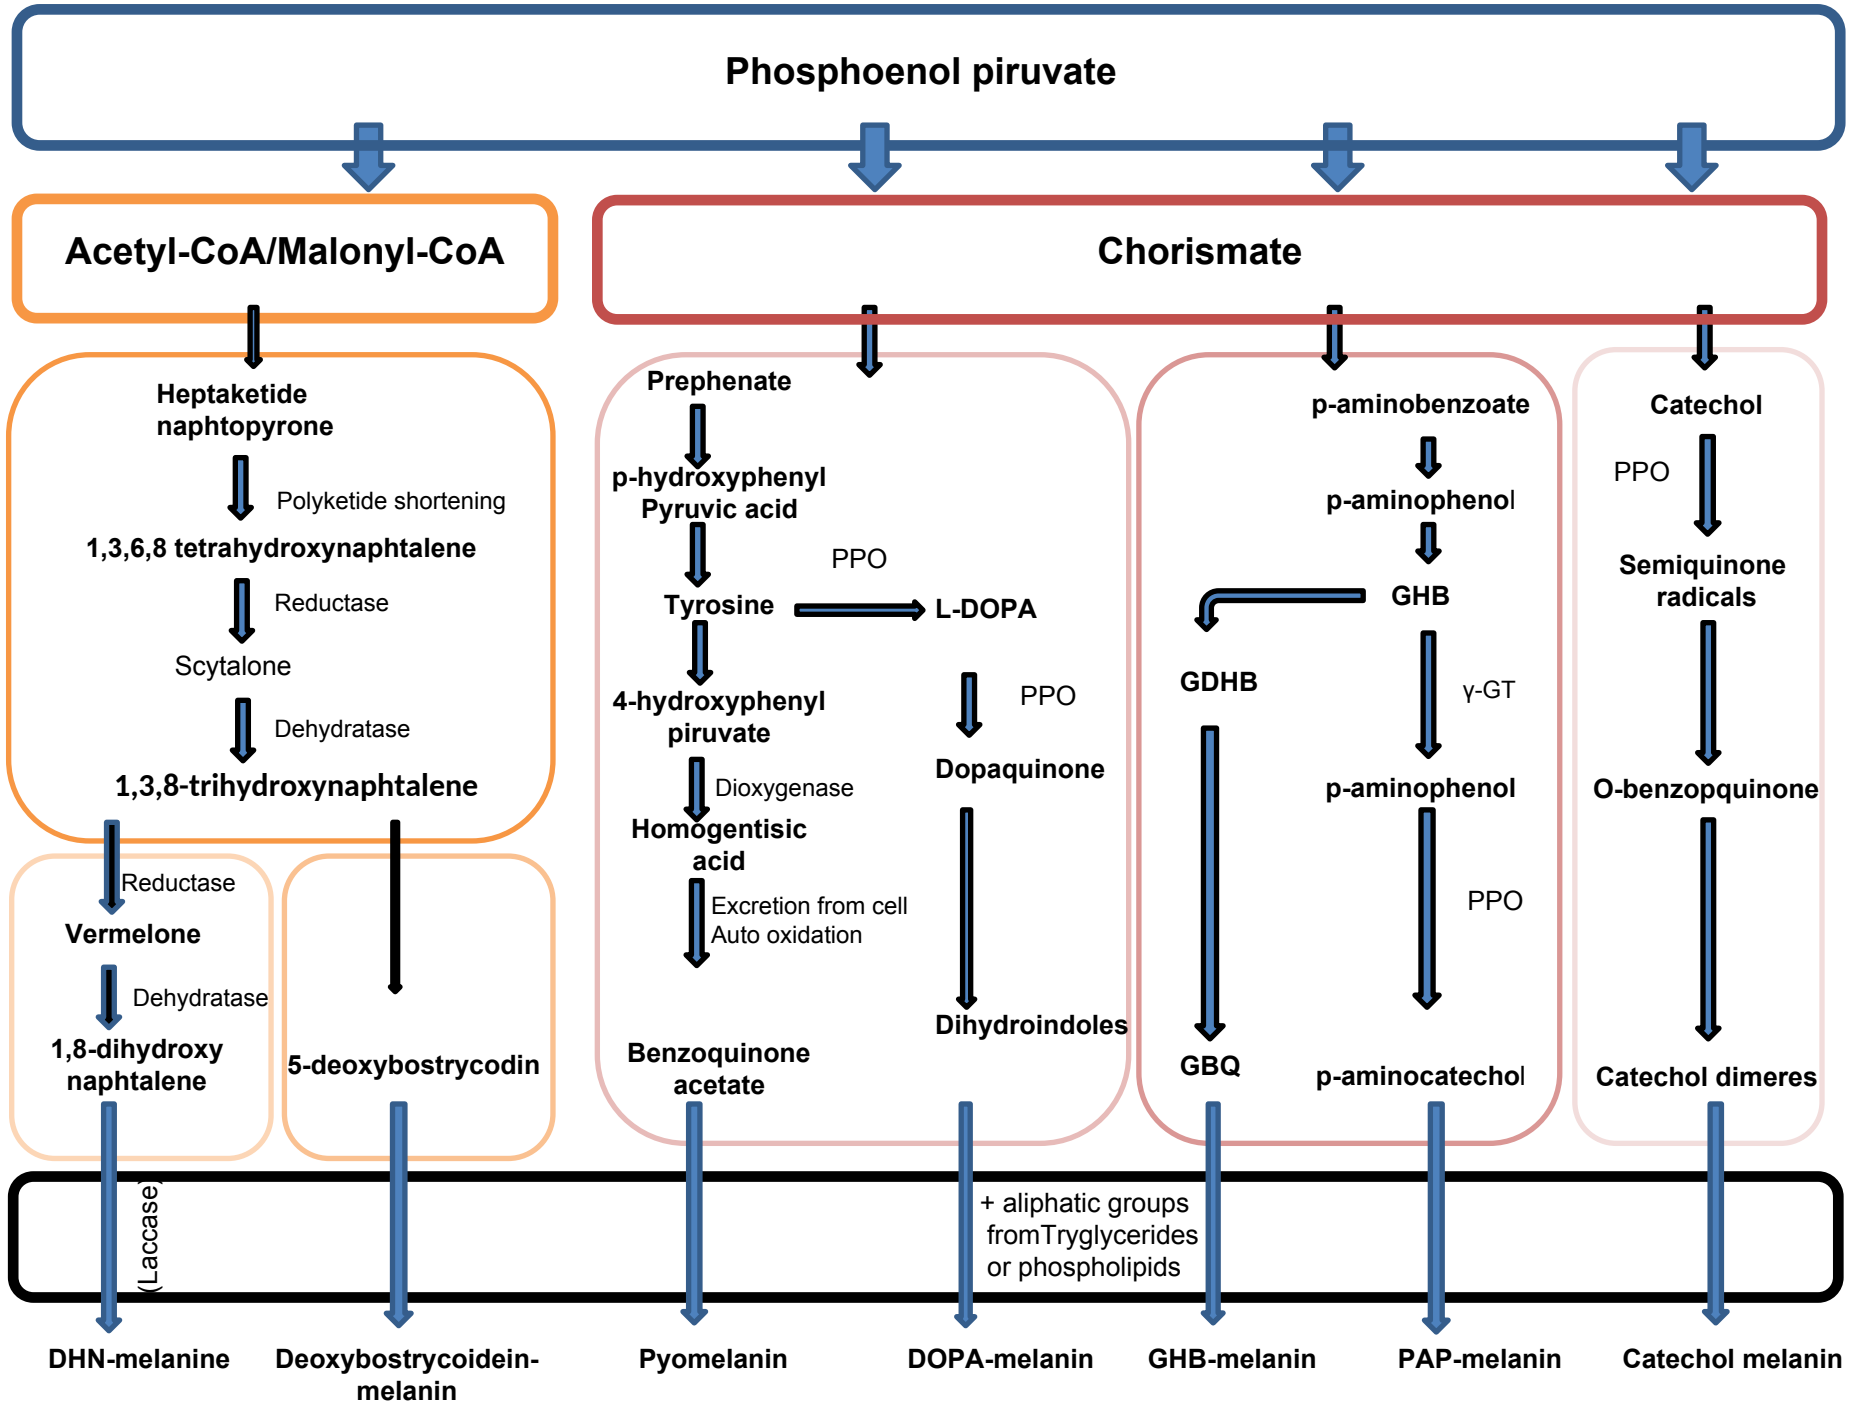 Phosphoenol piruvate
Acetyl-CoA/Malonyl-CoA
Chorismate
Heptaketide
naphtopyrone
Polyketide shortening
1,3,6,8 tetrahydroxynaphtalene
Reductase
Scytalone
Dehydratase
1,3,8-trihydroxynaphtalene
Reductase
Vermelone
Dehydratase
1,8-dihydroxy
naphtalene
5-deoxybostrycodin
Prephenate
p-hydroxyphenyl
Pyruvic acid
Tyrosine
PPO
L-DOPA
4-hydroxyphenyl
piruvate
Dioxygenase
Homogentisic
acid
Excretion from cell
Auto oxidation
Benzoquinone
acetate
PPO
Dopaquinone
Dihydroindoles
p-aminobenzoate
p-aminophenol
GHB
GDHB
γ-GT
p-aminophenol
PPO
GBQ
p-aminocatechol
Catechol
PPO
Semiquinone
radicals
O-benzopquinone
Catechol dimeres
(Laccase)
+ aliphatic groups
fromTryglycerides
or phospholipids
DHN-melanine
Deoxybostrycoidein-
melanin
Pyomelanin
DOPA-melanin
GHB-melanin
PAP-melanin
Catechol melanin